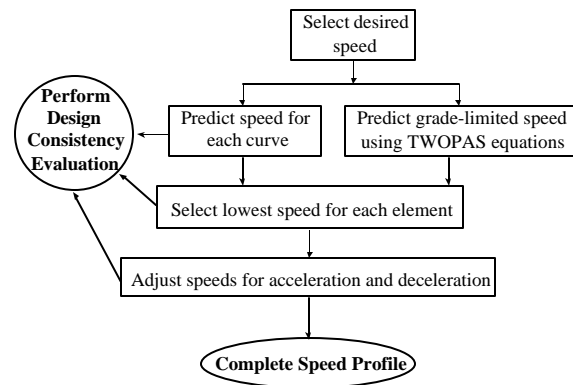 Select desired
speed
Perform
Design
Consistency
Evaluation
Predict speed for
each curve
Predict grade-limited speed
using TWOPAS equations
Select lowest speed for each element
Adjust speeds for acceleration and deceleration
Complete Speed Profile